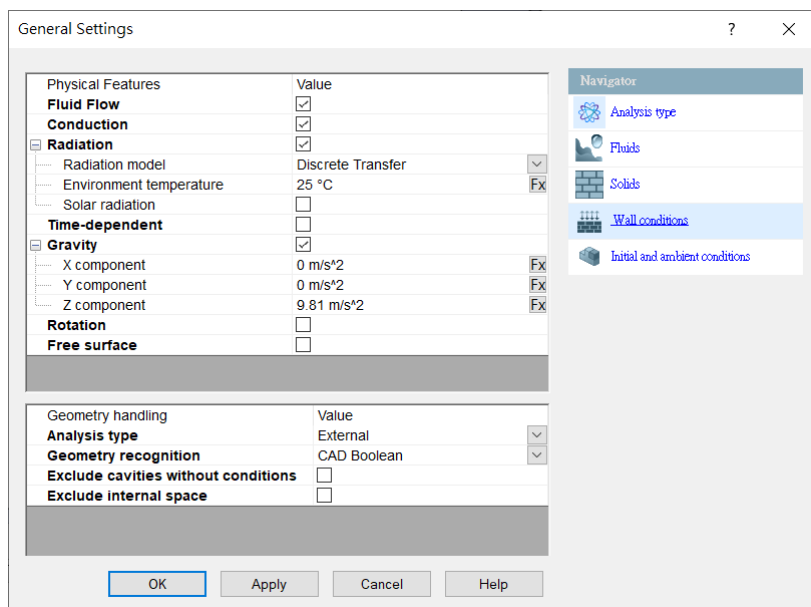 General Settings
?
Physical Features Value
Fluid Flow
Conduction
Radiation
Radiation model Discrete Transfer
Environment temperature 25 °C Fx
Solar radiation
Time-dependent
Gravity
X component 0 m/s^2 Fx
Y component 0 m/s^2 Fx
Z component 9.81 m/s^2 Fx
Rotation
Free surface
Geometry handling Value
Analysis type External
Geometry recognition CAD Boolean
Exclude cavities without conditions
Exclude internal space
OK Apply Cancel Help
Navigator
Analysis type
Fluids
Solids
Wall conditions
Initial and ambient conditions